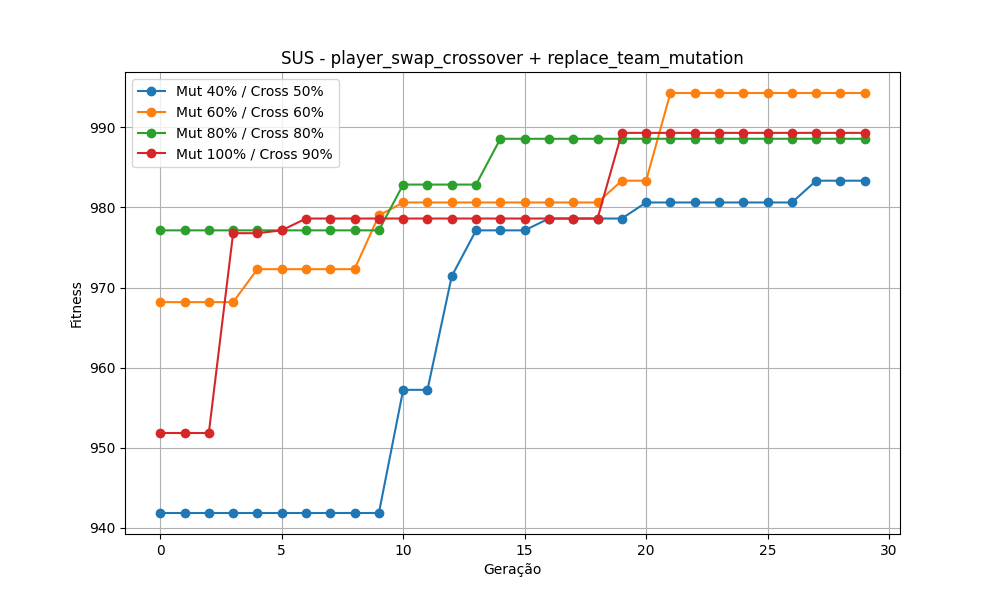 SUS - player_swap_crossover + replace_team_mutation
Mut 40% / Cross 50%
Mut 60% / Cross 60%
Mut 80% / Cross 80%
Mut 100% / Cross 90%
Fitness
990
980
970
960
950
940
0 5 10 15 20 25 30
Geração